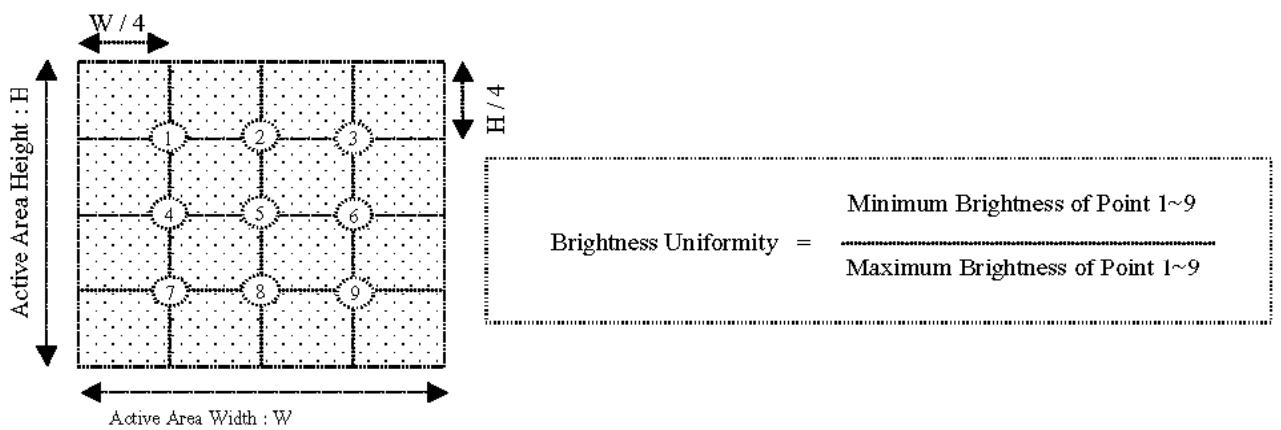 W / 4
H / 4
Active Area Height : H
1 2 3
4 5 6
7 8 9
Active Area Width : W
Minimum Brightness of Point 1~9
Brightness Uniformity =
Maximum Brightness of Point 1~9